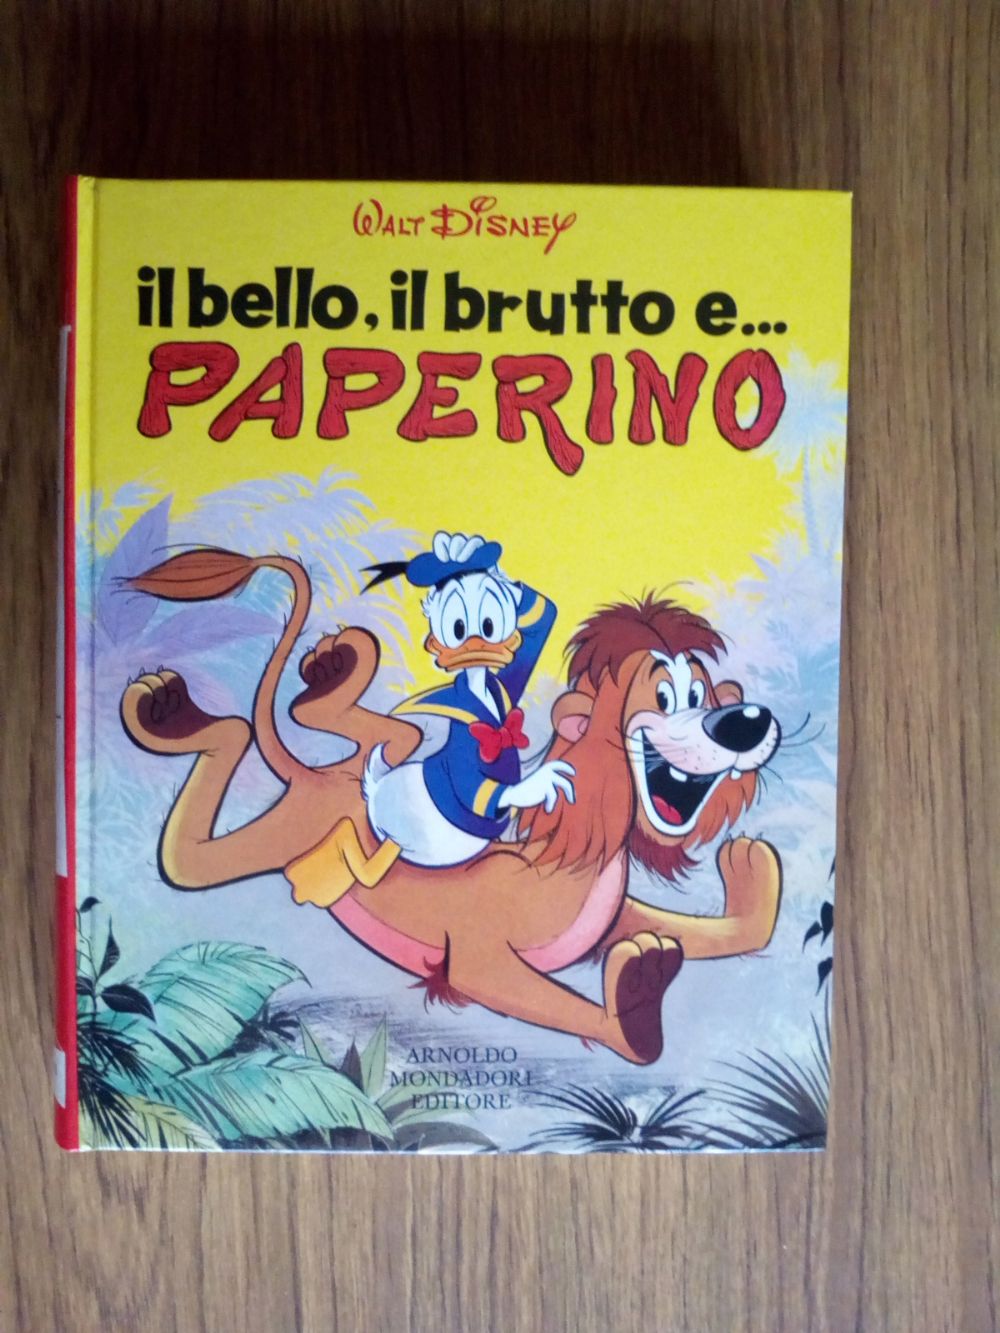 WALT DISNEY
il bello, il brutto e...
PAPERINO
ARNOLDO
MONDADORI
EDITORE